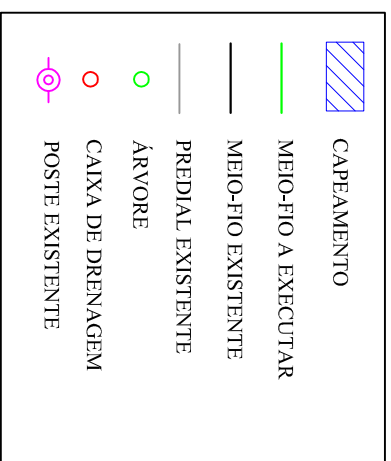 CAPEAMENTO
MEIO-FIO A EXECUTAR
MEIO-FIO EXISTENTE
PREDIAL EXISTENTE
ÁRVORE
CAIXA DE DRENAGEM
POSTE EXISTENTE